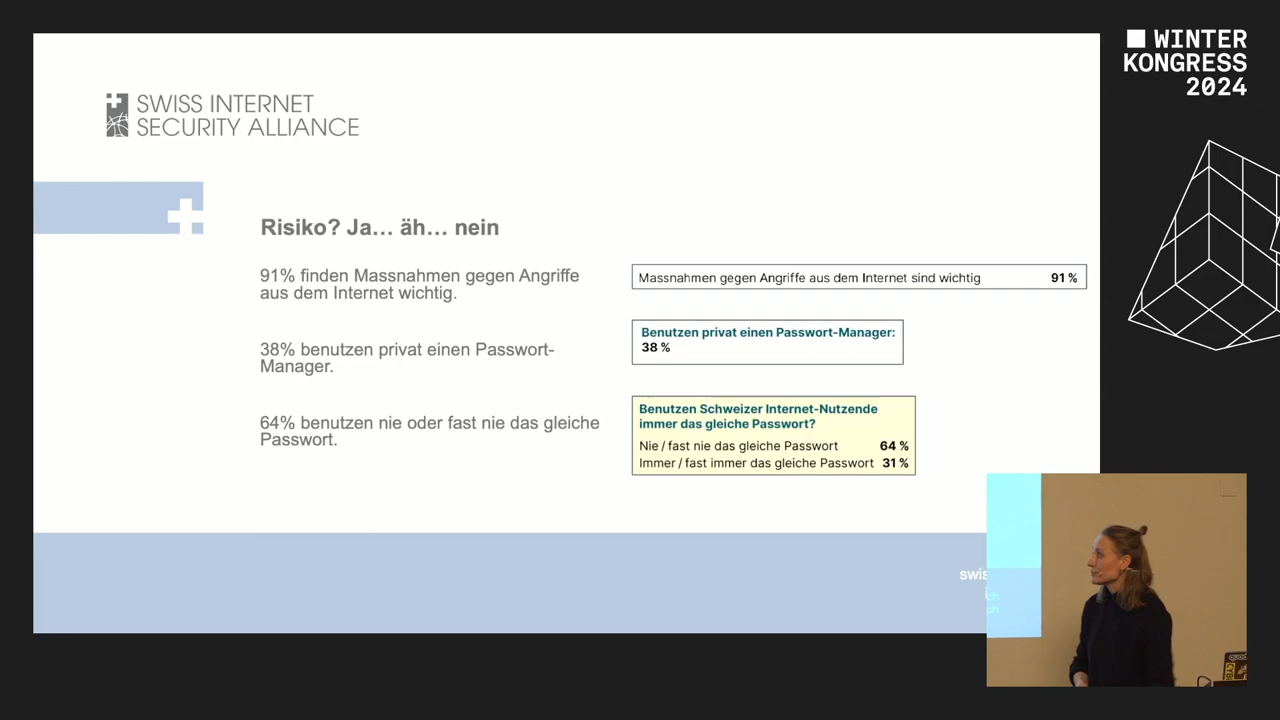 WINTER
KONGRESS
2024
SWISS INTERNET
SECURITY ALLIANCE
Risiko? Ja... äh... nein
91% finden Massnahmen gegen Angriffe
aus dem Internet wichtig.
38% benutzen privat einen Passwort-
Manager.
64% benutzen nie oder fast nie das gleiche
Passwort.
Massnahmen gegen Angriffe aus dem Internet sind wichtig 91 %
Benutzen privat einen Passwort-Manager:
38 %
Benutzen Schweizer Internet-Nutzende
immer das gleiche Passwort?
Nie / fast nie das gleiche Passwort 64 %
Immer / fast immer das gleiche Passwort 31 %
swis